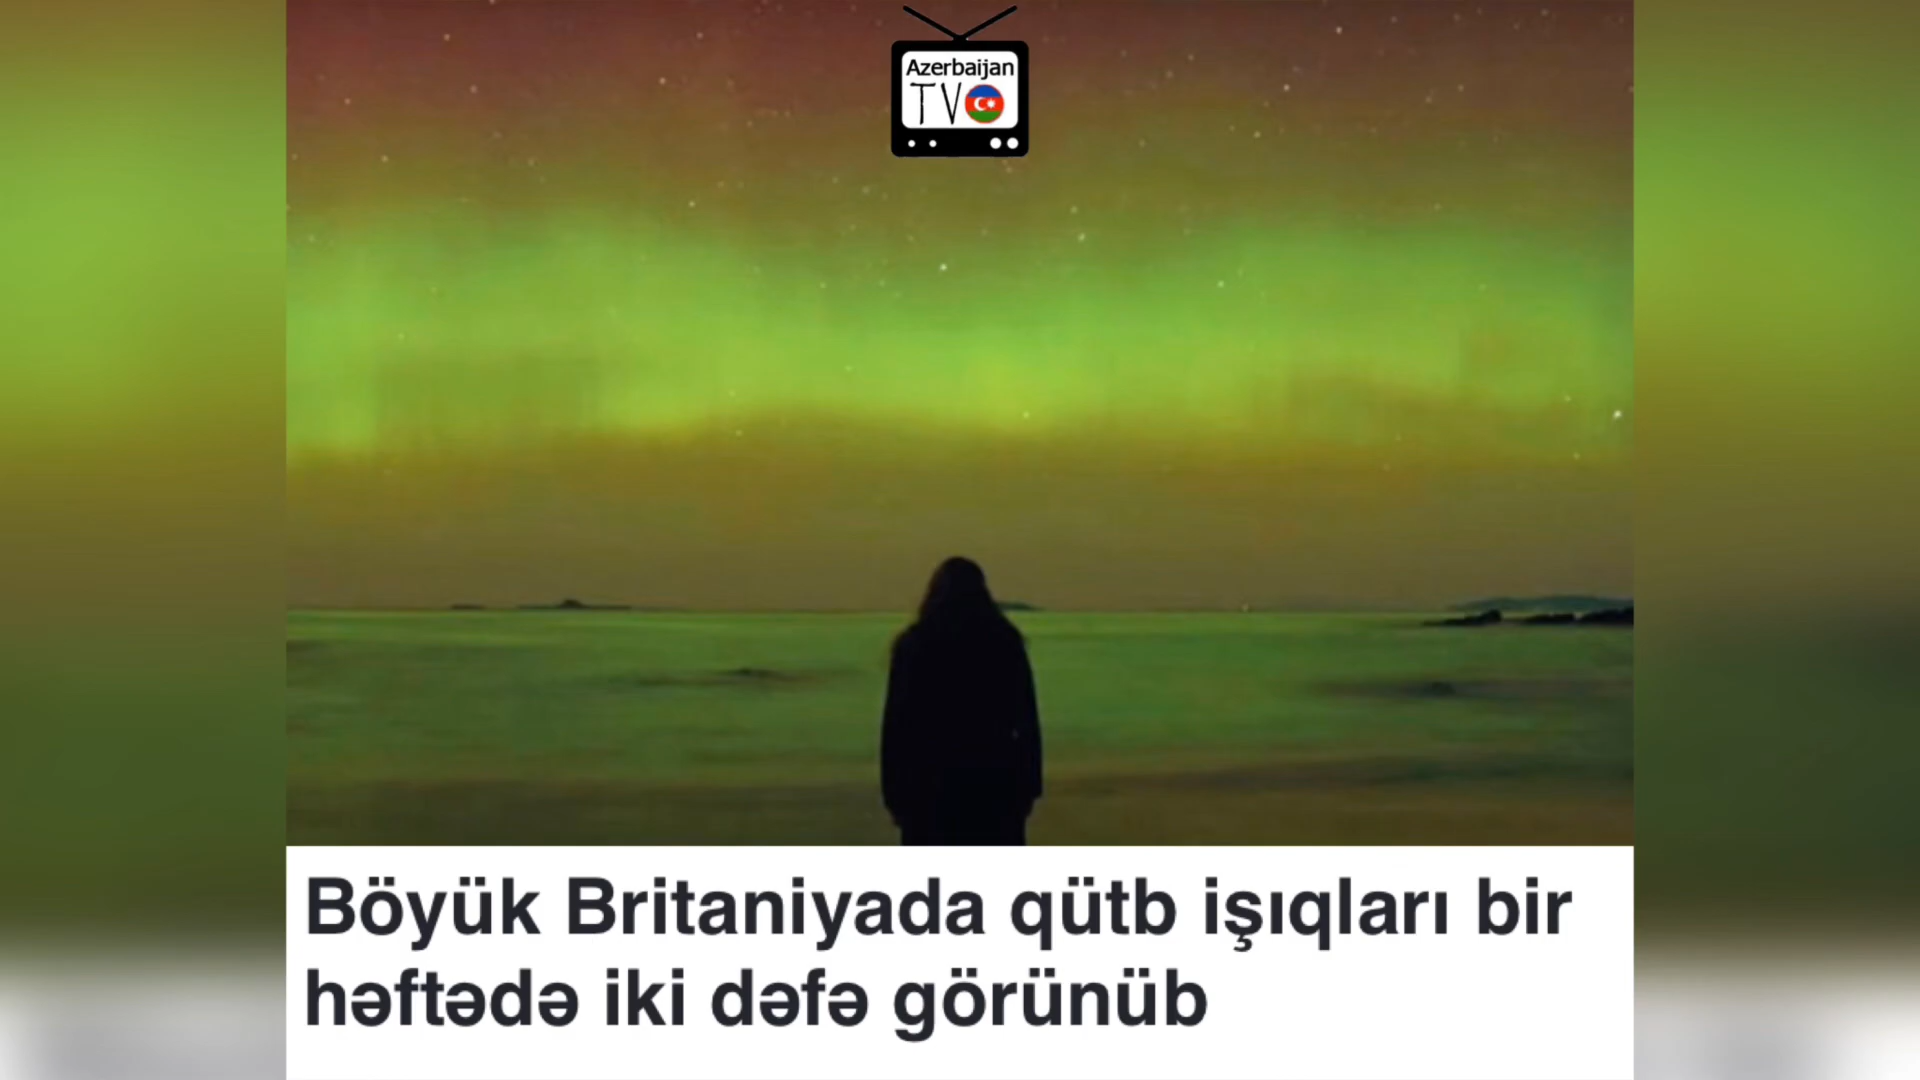 Azerbaijan
TV
Böyük Britaniyada qütb işıqları bir
həftədə iki dəfə görünüb